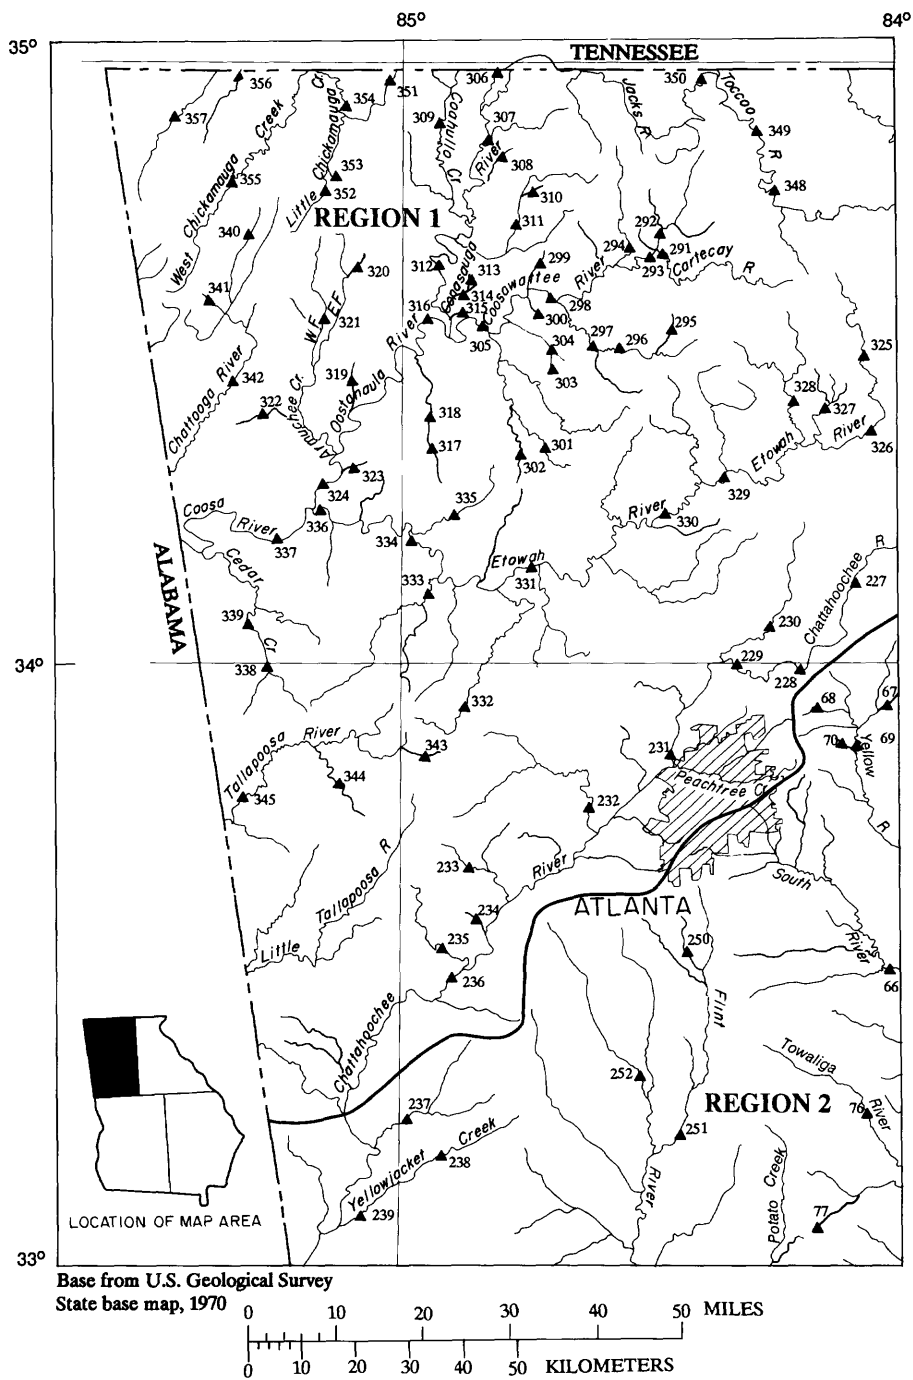 85°
84°
35°
TENNESSEE
306
350
356
351
357
354
309
307
308
349
348
355
353
352
310
311
340
REGION 1
292
294
291
293
312
313
299
320
341
314
298
316
315
300
305
321
304
297
296
295
303
325
342
319
322
328
327
326
318
317
301
302
323
324
329
335
330
336
337
334
331
333
227
230
339
34°
338
229
228
332
68
67
70
69
343
231
344
345
232
233
234
235
236
250
66
252
237
238
239
251
76
77
West Chickamauga Creek
Little Chickamauga Cr
Coahulla Cr
River
Jacks R
Toccoa R
Cartecay R
Conasauga
River
Coosawattee River
WF
EF
Chattooga River
Armuchee Cr.
Oostanaula
Etowah River
River
Coosa River
Cedar Cr
Etowah
ALABAMA
Chattahoochee R
Tallapoosa River
Peachtree Cr
Yellow R
Little Tallapoosa R
River
South River
ATLANTA
Flint
River
Chattahoochee
Towaliga River
REGION 2
Yellowjacket Creek
Potato Creek
LOCATION OF MAP AREA
33°
Base from U.S. Geological Survey
State base map, 1970
0 10 20 30 40 50 MILES
0 10 20 30 40 50 KILOMETERS